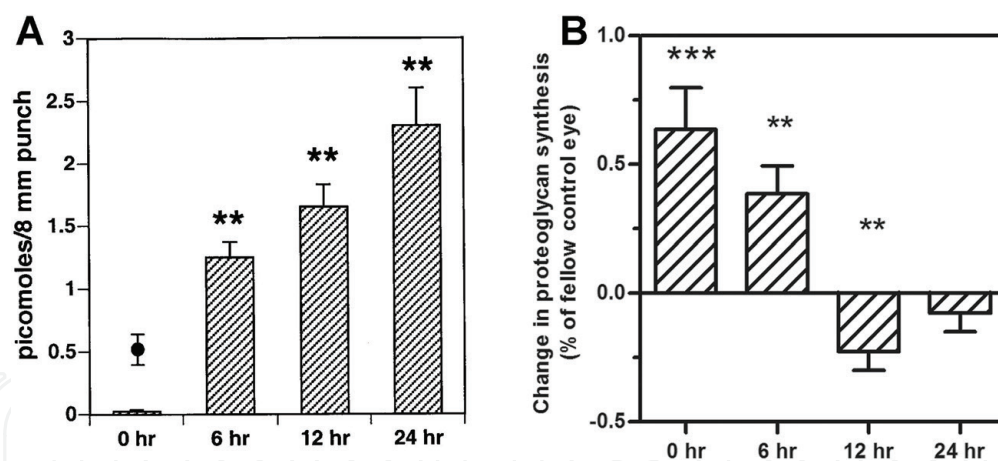 A
picomoles/8 mm punch
3
2.5
2
1.5
1
0.5
0
**
**
**
0 hr 6 hr 12 hr 24 hr
B
Change in proteoglycan synthesis
(% of fellow control eye)
1.0
0.5
0.0
-0.5
***
**
**
0 hr 6 hr 12 hr 24 hr